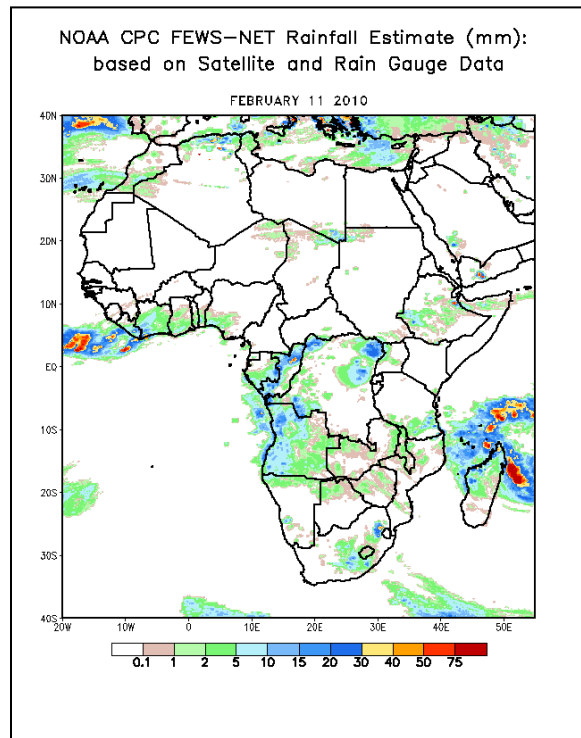 NOAA CPC FEWS-NET Rainfall Estimate (mm):
based on Satellite and Rain Gauge Data
FEBRUARY 11 2010
40N
30N
20N
10N
EQ
10S
20S
30S
40S
20W 10W 0 10E 20E 30E 40E 50E
0.1 1 2 5 10 15 20 30 40 50 75